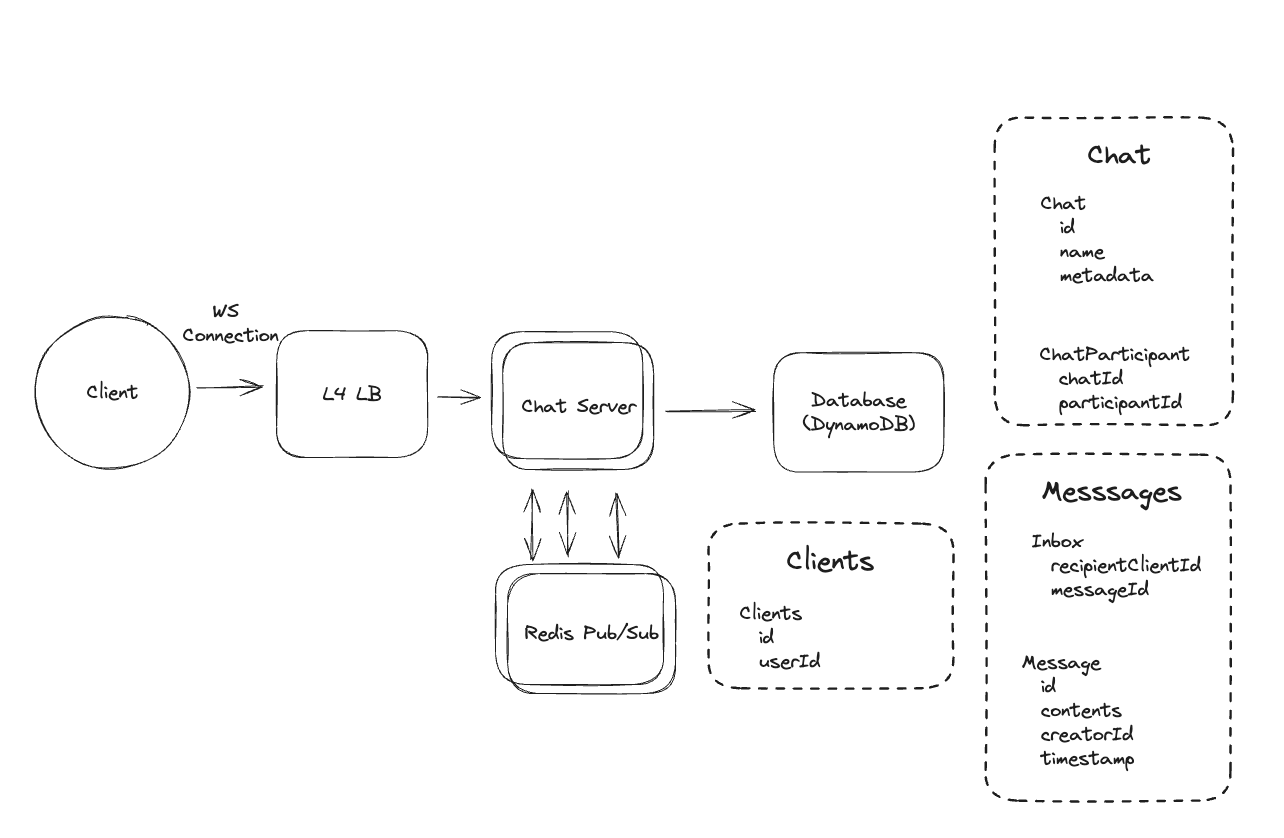 WS
Connection
Client
L4 LB
Chat Server
Database
(DynamoDB)
Redis Pub/Sub
Clients
Clients
id
userId
Chat
Chat
id
name
metadata
ChatParticipant
chatId
participantId
Messsages
Inbox
recipientClientId
messageId
Message
id
contents
creatorId
timestamp